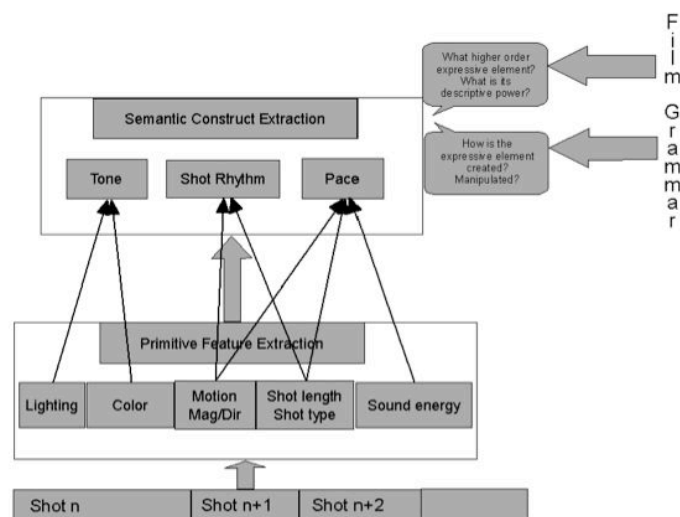 What higher order
expressive element?
What is its
descriptive power?
Film
Grammar
Semantic Construct Extraction
How is the
expressive element
created?
Manipulated?
Tone
Shot Rhythm
Pace
Primitive Feature Extraction
Lighting
Color
Motion
Mag/Dir
Shot length
Shot type
Sound energy
Shot n
Shot n+1
Shot n+2